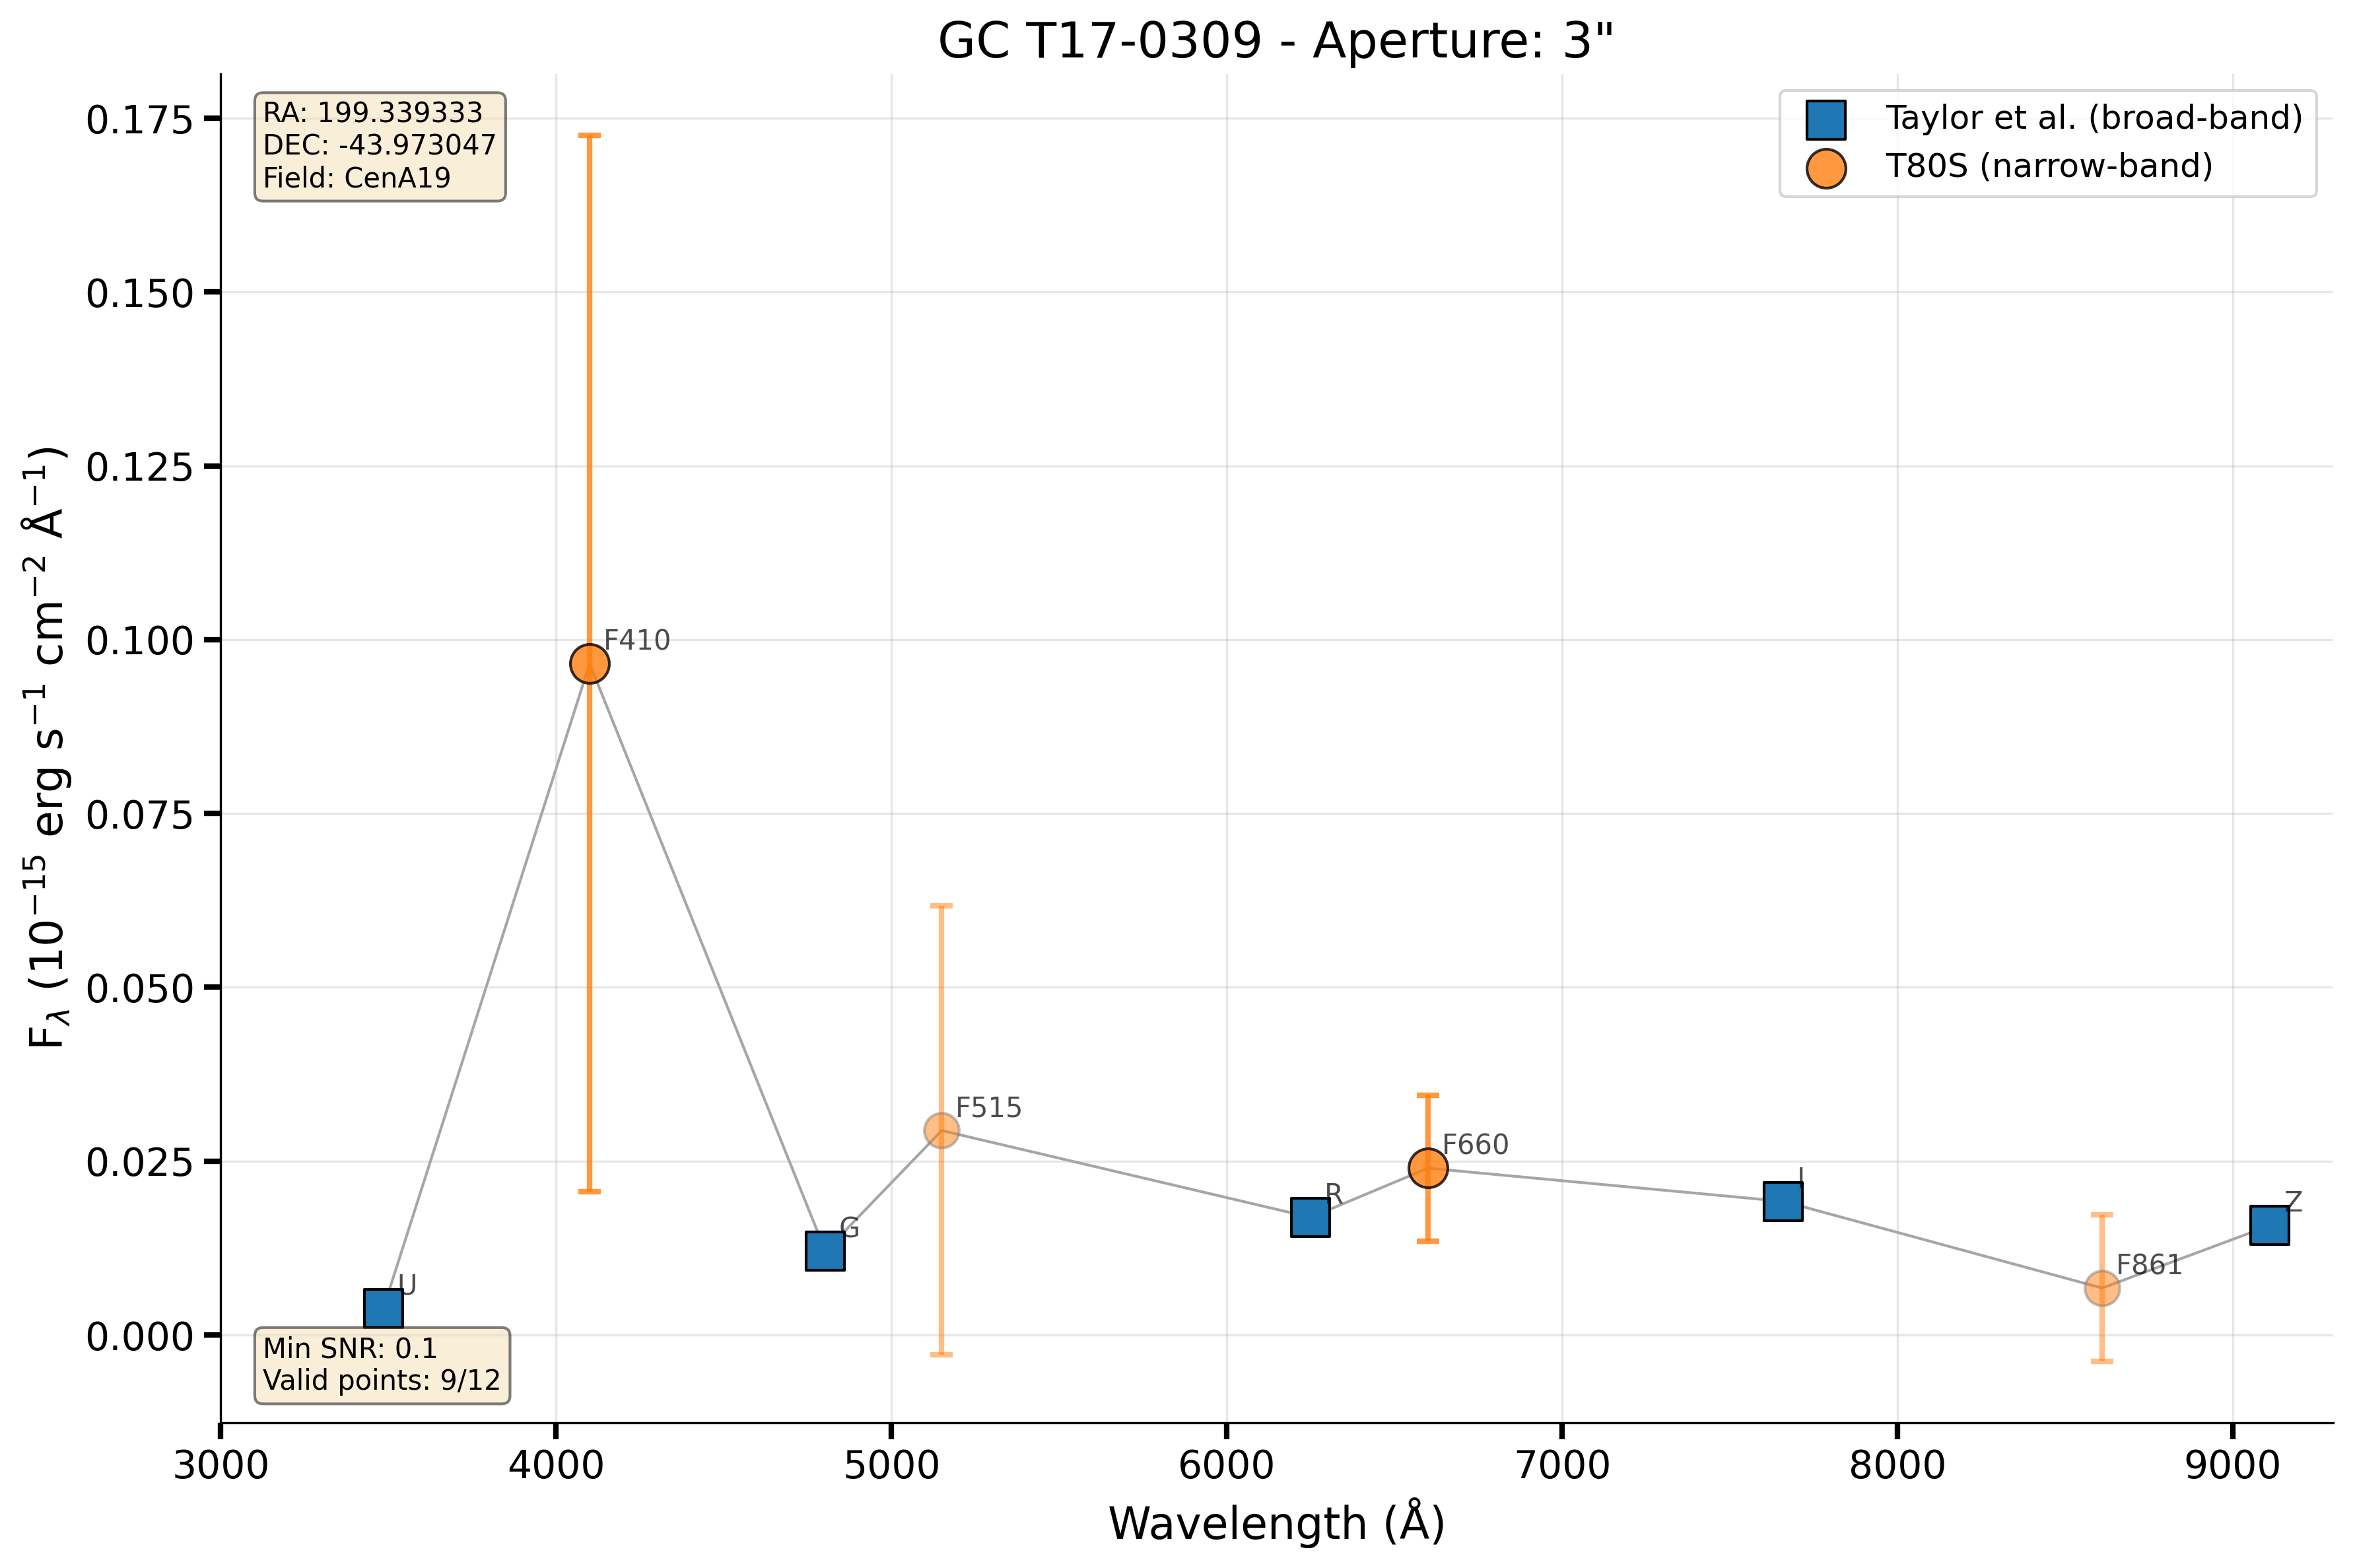 GC T17-0309 - Aperture: 3"
RA: 199.339333
DEC: -43.973047
Field: CenA19
Taylor et al. (broad-band)
T80S (narrow-band)
0.175
0.150
0.125
0.100
0.075
0.050
0.025
0.000
F_λ (10⁻¹⁵ erg s⁻¹ cm⁻² Å⁻¹)
F410
F515
F660
R
I
G
U
Z
F861
Min SNR: 0.1
Valid points: 9/12
3000 4000 5000 6000 7000 8000 9000
Wavelength (Å)